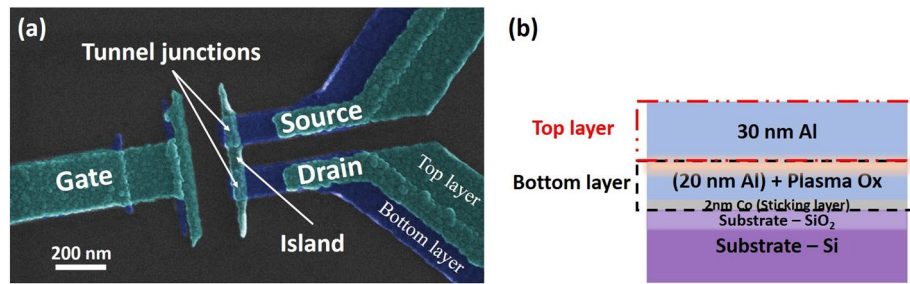 (a)
Tunnel junctions
Source
Gate
Drain
Top layer
Bottom layer
Island
200 nm
(b)
Top layer
30 nm Al
Bottom layer
(20 nm Al) + Plasma Ox
2nm Co (Sticking layer)
Substrate – SiO₂
Substrate – Si